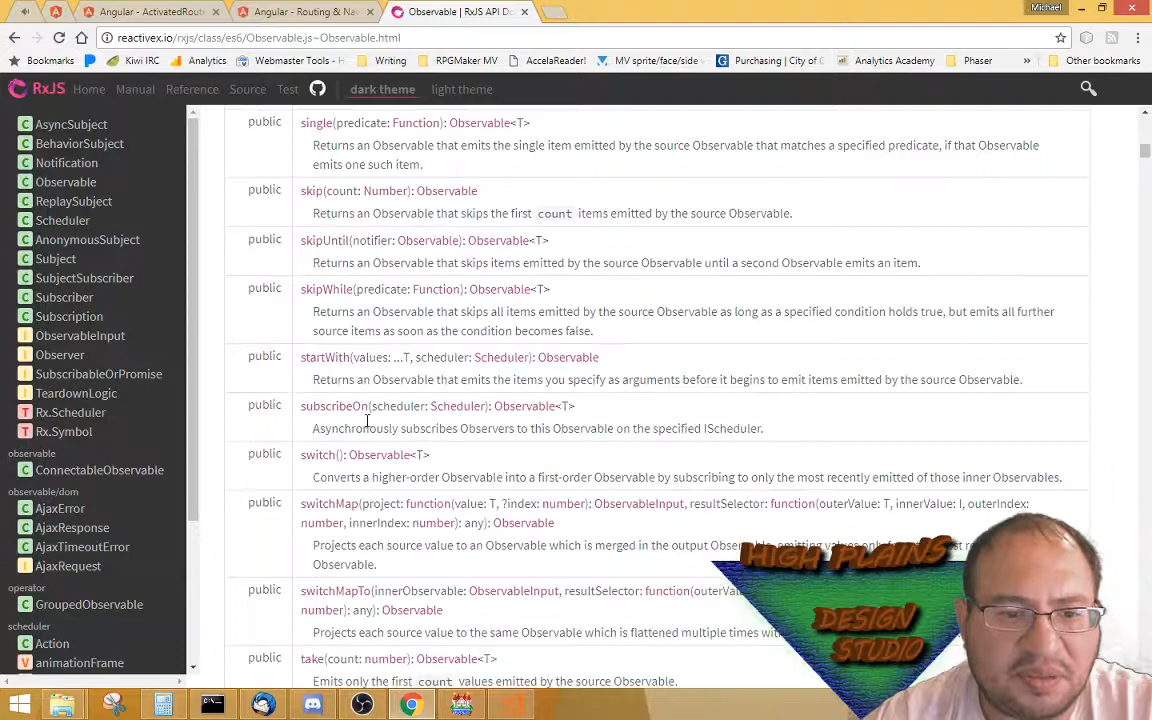 Angular - ActivatedRout
Angular - Routing & Na
Observable | RxJS API Do
Michael
reactivex.io/rxjs/class/es6/Observable.js~Observable.html
Bookmarks
Kiwi IRC
Analytics
Webmaster Tools - H
Writing
RPGMaker MV
AccelaReader!
MV sprite/face/side
Purchasing | City of C
Analytics Academy
Phaser
»
Other bookmarks
RxJS
Home
Manual
Reference
Source
Test
dark theme
light theme
AsyncSubject
BehaviorSubject
Notification
Observable
ReplaySubject
Scheduler
AnonymousSubject
Subject
SubjectSubscriber
Subscriber
Subscription
ObservableInput
Observer
SubscribableOrPromise
TeardownLogic
Rx.Scheduler
Rx.Symbol
observable
ConnectableObservable
observable/dom
AjaxError
AjaxResponse
AjaxTimeoutError
AjaxRequest
operator
GroupedObservable
scheduler
Action
animationFrame
public single(predicate: Function): Observable<T>
Returns an Observable that emits the single item emitted by the source Observable that matches a specified predicate, if that Observable
emits one such item.
public skip(count: Number): Observable
Returns an Observable that skips the first count items emitted by the source Observable.
public skipUntil(notifier: Observable): Observable<T>
Returns an Observable that skips items emitted by the source Observable until a second Observable emits an item.
public skipWhile(predicate: Function): Observable<T>
Returns an Observable that skips all items emitted by the source Observable as long as a specified condition holds true, but emits all further
source items as soon as the condition becomes false.
public startWith(values: ...T, scheduler: Scheduler): Observable
Returns an Observable that emits the items you specify as arguments before it begins to emit items emitted by the source Observable.
public subscribeOn(scheduler: Scheduler): Observable<T>
Asynchronously subscribes Observers to this Observable on the specified IScheduler.
public switch(): Observable<T>
Converts a higher-order Observable into a first-order Observable by subscribing to only the most recently emitted of those inner Observables.
public switchMap(project: function(value: T, ?index: number): ObservableInput, resultSelector: function(outerValue: T, innerValue: I, outerIndex:
number, innerIndex: number): any): Observable
Projects each source value to an Observable which is merged in the output Obser
Observable.
public switchMapTo(innerObservable: ObservableInput, resultSelector: function(outerVal
number): any): Observable
Projects each source value to the same Observable which is flattened multiple times with
public take(count: number): Observable<T>
Emits only the first count values emitted by the source Observable.
HIGH PLAINS
DESIGN
STUDIO